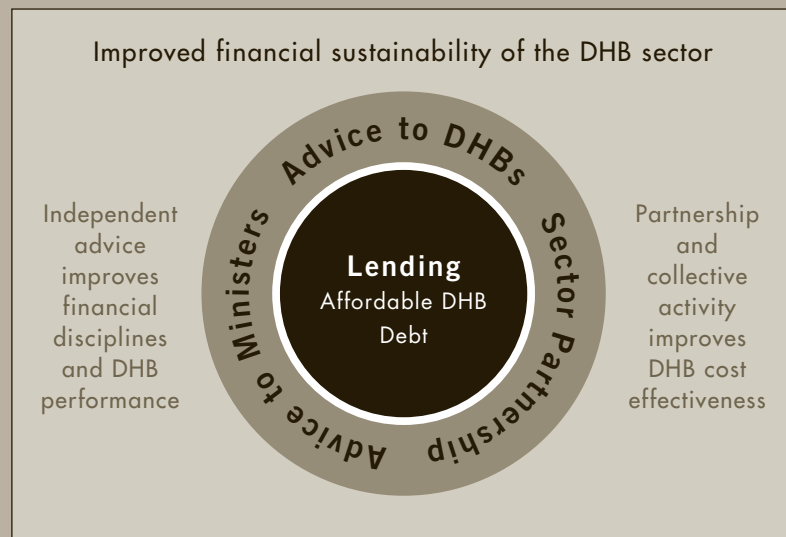 Improved financial sustainability of the DHB sector
Independent
advice
improves
financial
disciplines
and DHB
performance
Advice to DHBs
Sector Partnership
Advice to Ministers
Lending
Affordable DHB
Debt
Partnership
and
collective
activity
improves
DHB cost
effectiveness